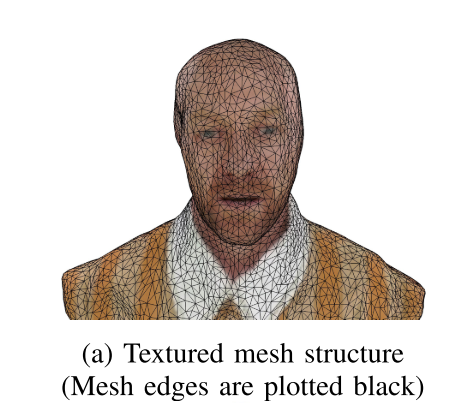 (a) Textured mesh structure
(Mesh edges are plotted black)